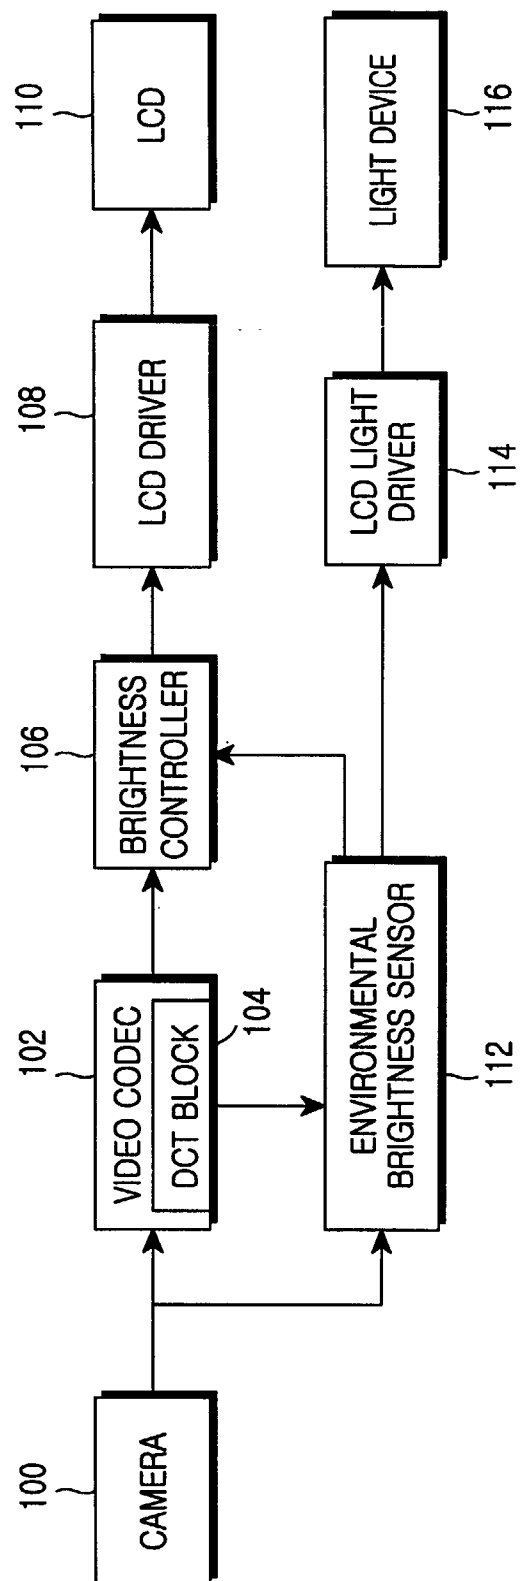 100
CAMERA
102
VIDEO CODEC
DCT BLOCK
104
106
BRIGHTNESS
CONTROLLER
108
LCD DRIVER
110
LCD
ENVIRONMENTAL
BRIGHTNESS SENSOR
112
LCD LIGHT
DRIVER
114
LIGHT DEVICE
116